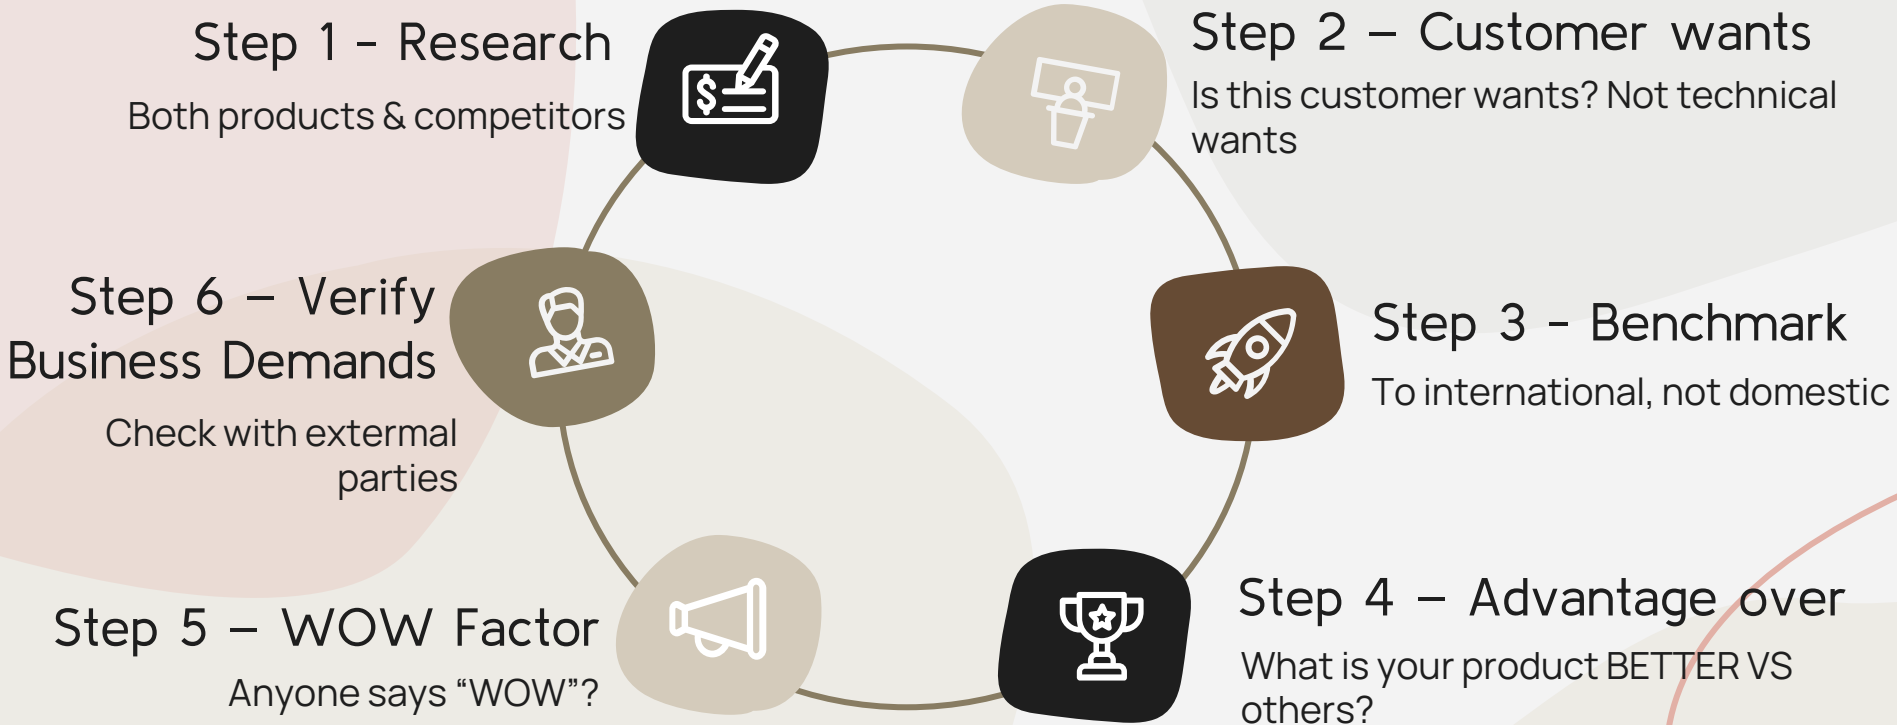 Step 1 - Research
Both products & competitors
Step 2 – Customer wants
Is this customer wants? Not technical
wants
Step 3 - Benchmark
To international, not domestic
Step 4 – Advantage over
What is your product BETTER VS
others?
Step 5 – WOW Factor
Anyone says “WOW”?
Step 6 – Verify
Business Demands
Check with extermal
parties
$